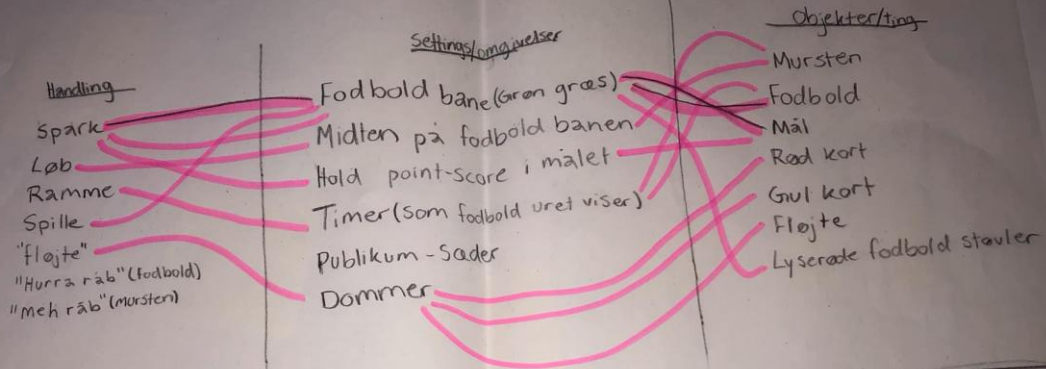 Handling
Spark
Løb
Ramme
Spille
"fløjte"
"Hurra råb" (fodbold)
"meh råb" (mursten)
Settings/omgivelser
Fodbold bane (Grøn græs)
Midten på fodbold banen
Hold point-score i målet
Timer (som fodbold uret viser)
Publikum - Sæder
Dommer
Objekter/ting
Mursten
Fodbold
Mål
Rød kort
Gul kort
Fløjte
Lyserøde fodbold støvler